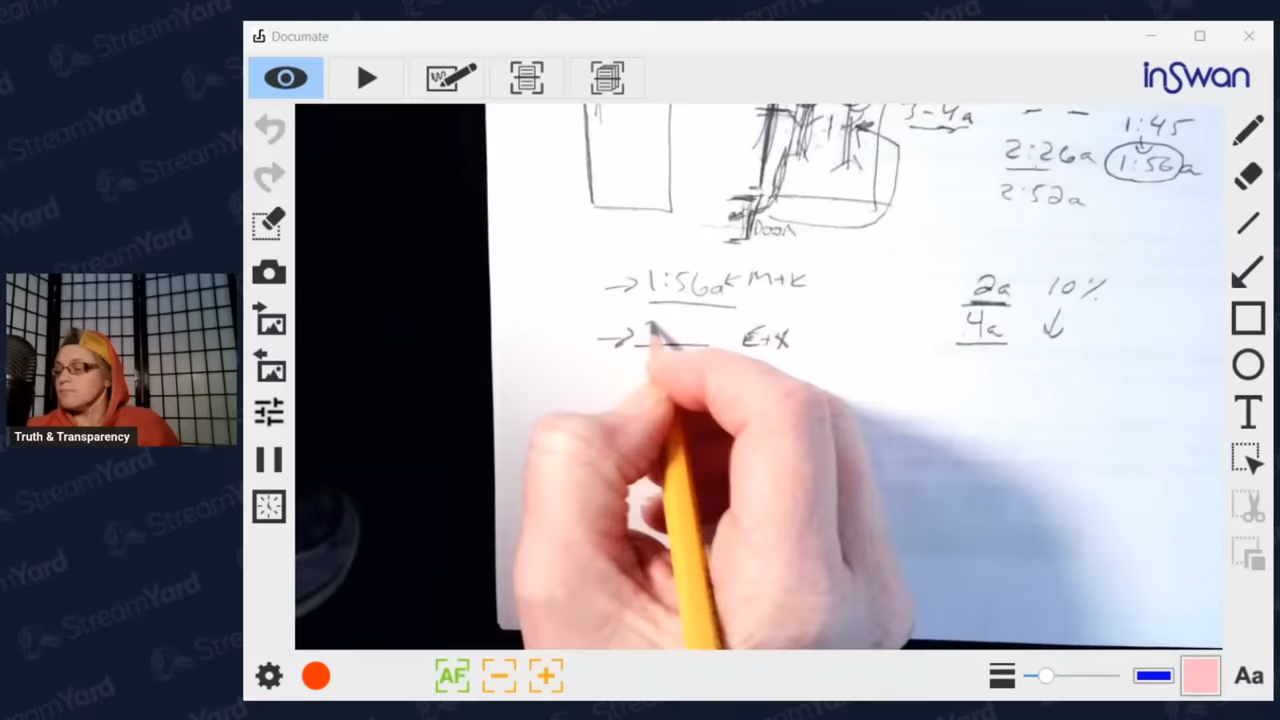 StreamYard
Documate
inSwan
3-4a
1:45
2:26a 1:56a
2:52a
Door
→ 1:56a M+K
2a 10%
→ E+X
4a ↓
Truth & Transparency
T
AF
Aa